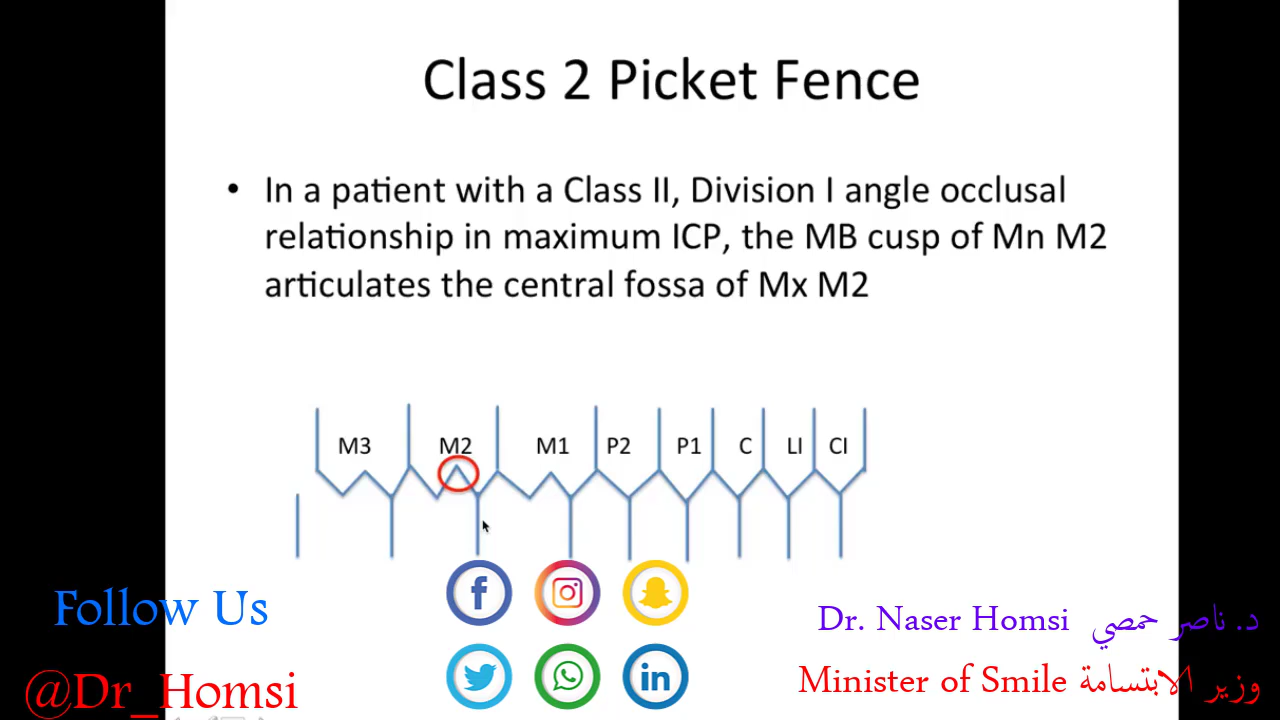 Class 2 Picket Fence
• In a patient with a Class II, Division I angle occlusal
relationship in maximum ICP, the MB cusp of Mn M2
articulates the central fossa of Mx M2
M3 M2 M1 P2 P1 C LI CI
Follow Us
@Dr_Homsi
Dr. Naser Homsi د. ناصر حمصي
Minister of Smile وزير الابتسامة